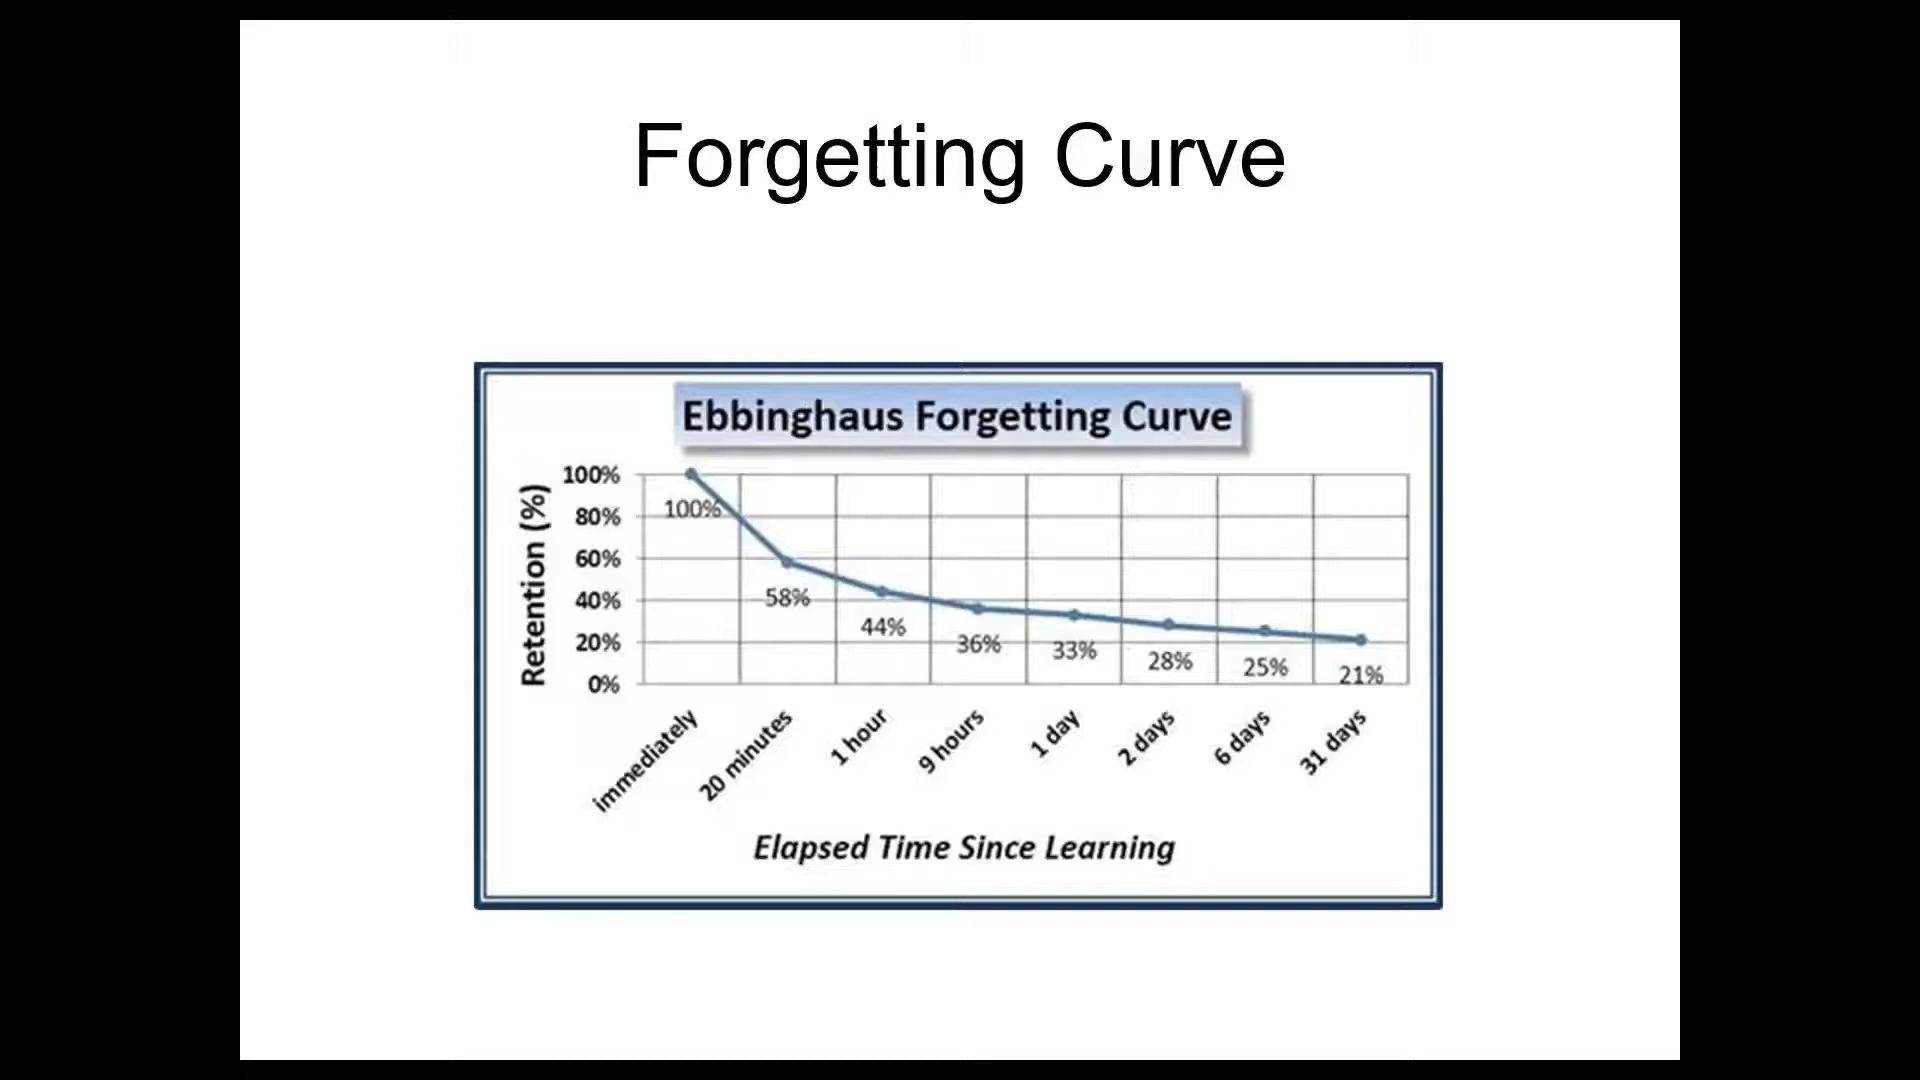 Forgetting Curve
Ebbinghaus Forgetting Curve
Retention (%)
100%
80%
60%
40%
20%
0%
100%
58%
44%
36%
33%
28%
25%
21%
immediately
20 minutes
1 hour
9 hours
1 day
2 days
6 days
31 days
Elapsed Time Since Learning